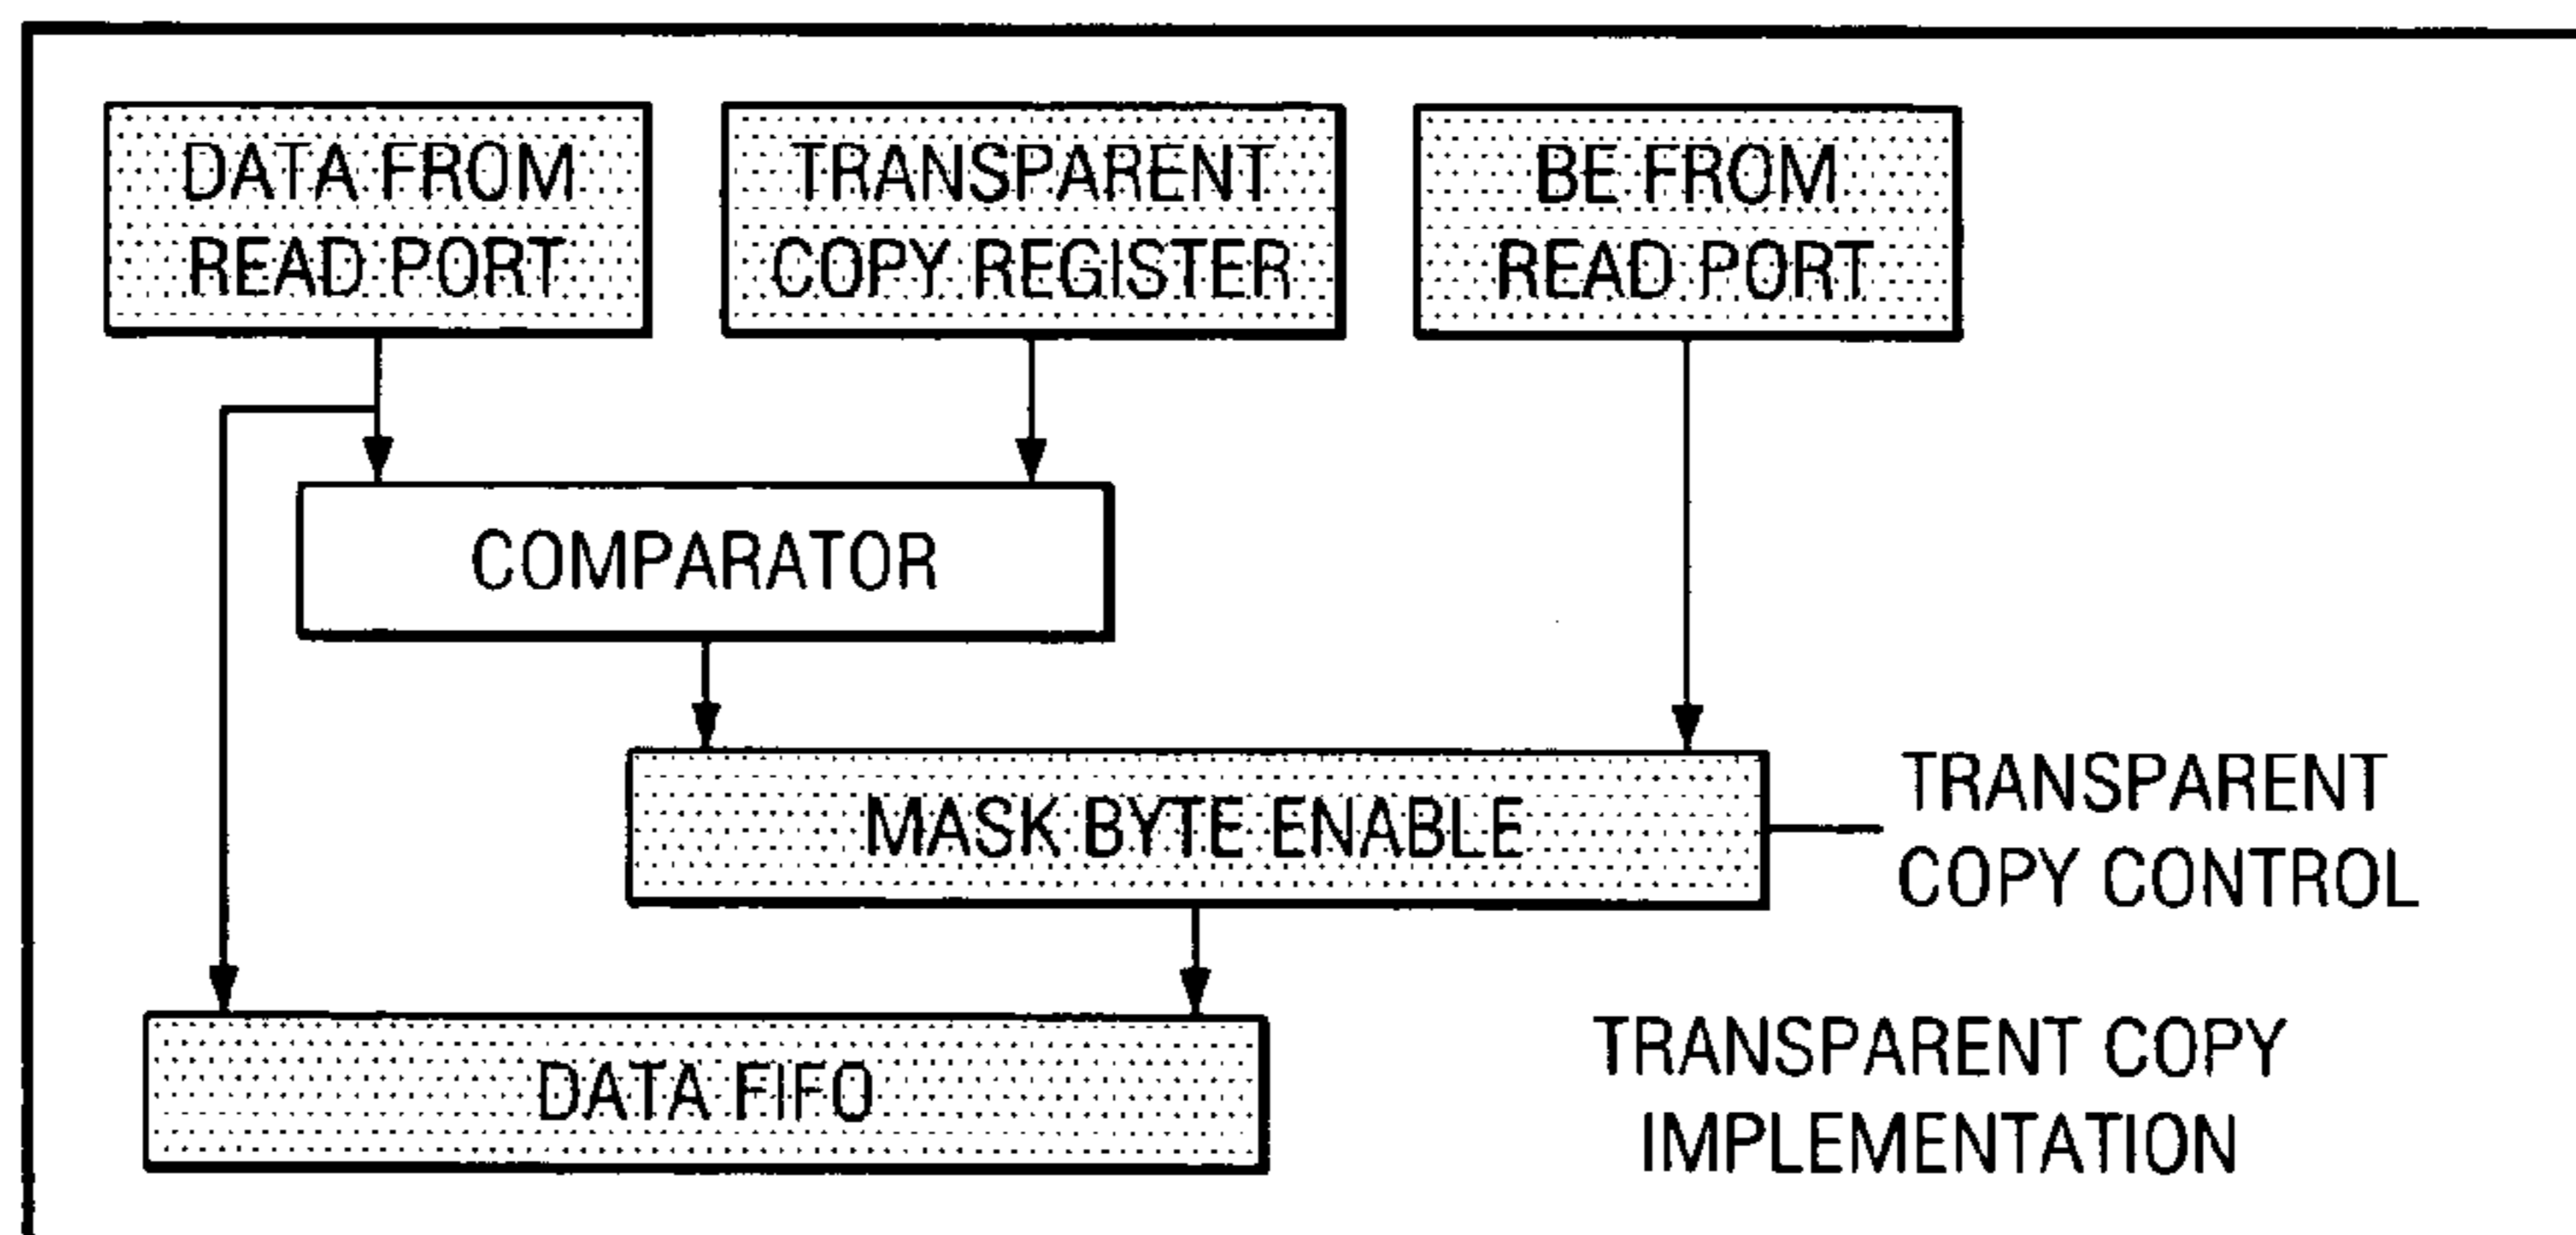 DATA FROM
READ PORT
TRANSPARENT
COPY REGISTER
BE FROM
READ PORT
COMPARATOR
MASK BYTE ENABLE
TRANSPARENT
COPY CONTROL
DATA FIFO
TRANSPARENT COPY
IMPLEMENTATION